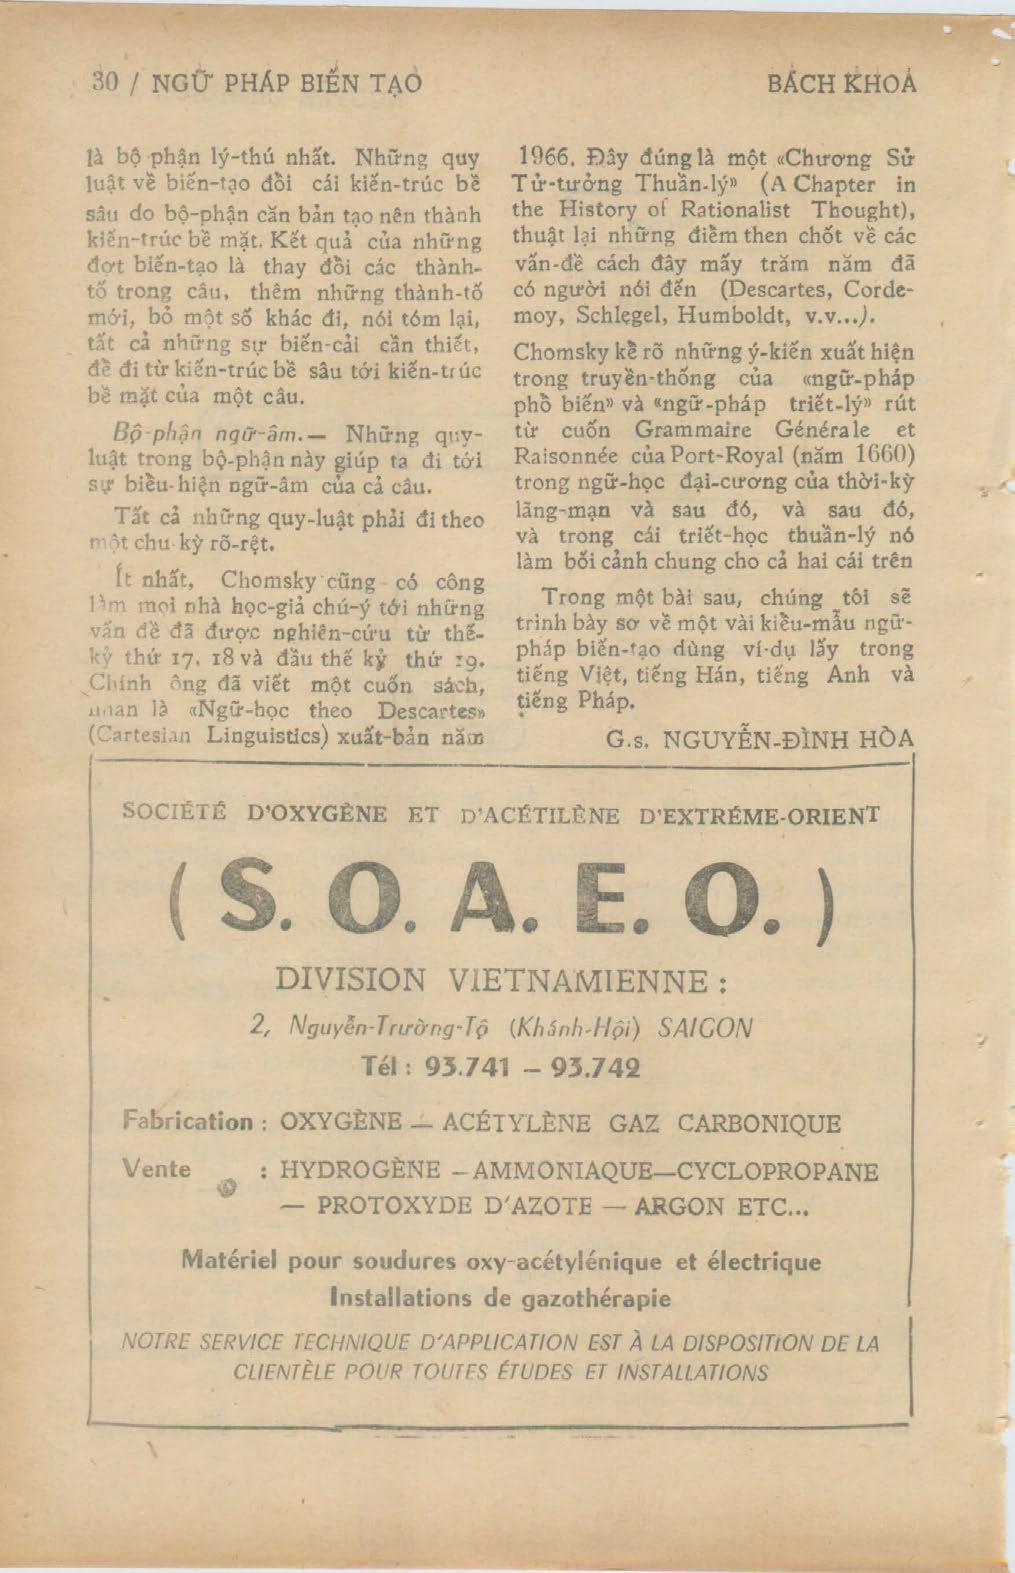 30 / NGỮ PHÁP BIẾN TẠO
BÁCH KHOA
là bộ phận lý-thú nhất. Những quy
luật về biến-tạo đổi cái kiến-trúc bề
sâu do bộ-phận căn bản tạo nên thành
kiến-trúc bề mặt. Kết quả của những
đợt biến-tạo là thay đổi các thành-
tố trong câu, thêm những thành-tố
mới, bỏ một số khác đi, nói tóm lại,
tất cả những sự biến-cải cần thiết,
để đi từ kiến-trúc bề sâu tới kiến-trúc
bề mặt của một câu.
Bộ-phận ngữ-âm.— Những quy-
luật trong bộ-phận này giúp ta đi tới
sự biểu-hiện ngữ-âm của cả câu.
Tất cả những quy-luật phải đi theo
một chu-kỳ rõ-rệt.
Ít nhất, Chomsky cũng có công
làm mọi nhà học-giả chú-ý tới những
vấn đề đã được nghiên-cứu từ thế-
kỷ thứ 17, 18 và đầu thế kỷ thứ 19.
Chính ông đã viết một cuốn sách,
nhan là «Ngữ-học theo Descartes»
(Cartesian Linguistics) xuất-bản năm
1966. Đây đúng là một «Chương Sử
Tử-tưởng Thuần-lý» (A Chapter in
the History of Rationalist Thought),
thuật lại những điểm then chốt về các
vấn-đề cách đây mấy trăm năm đã
có người nói đến (Descartes, Corde-
moy, Schlegel, Humboldt, v.v...).
Chomsky kể rõ những ý-kiến xuất hiện
trong truyền-thống của «ngữ-pháp
phổ biến» và «ngữ-pháp triết-lý» rút
từ cuốn Grammaire Générale et
Raisonnée của Port-Royal (năm 1660)
trong ngữ-học đại-cương của thời-kỳ
lãng-mạn và sau đó, và sau đó,
và trong cái triết-học thuần-lý nó
làm bối cảnh chung cho cả hai cái trên
Trong một bài sau, chúng tôi sẽ
trình bày sơ về một vài kiểu-mẫu ngữ-
pháp biến-tạo dùng ví-dụ lấy trong
tiếng Việt, tiếng Hán, tiếng Anh và
tiếng Pháp.
G.s. NGUYỄN-ĐÌNH HÒA
SOCIÉTÉ D'OXYGÈNE ET D'ACÉTILÈNE D'EXTRÉME-ORIENT
( S. O. A. E. O. )
DIVISION VIETNAMIENNE :
2, Nguyễn-Trường-Tộ (Khánh-Hội) SAIGON
Tél : 93.741 – 93.742
Fabrication : OXYGÈNE — ACÉTYLÈNE GAZ CARBONIQUE
Vente : HYDROGÈNE – AMMONIAQUE—CYCLOPROPANE
— PROTOXYDE D'AZOTE — ARGON ETC...
Matériel pour soudures oxy-acétylénique et électrique
Installations de gazothérapie
NOTRE SERVICE TECHNIQUE D'APPLICATION EST À LA DISPOSITION DE LA
CLIENTÈLE POUR TOUTES ÉTUDES ET INSTALLATIONS